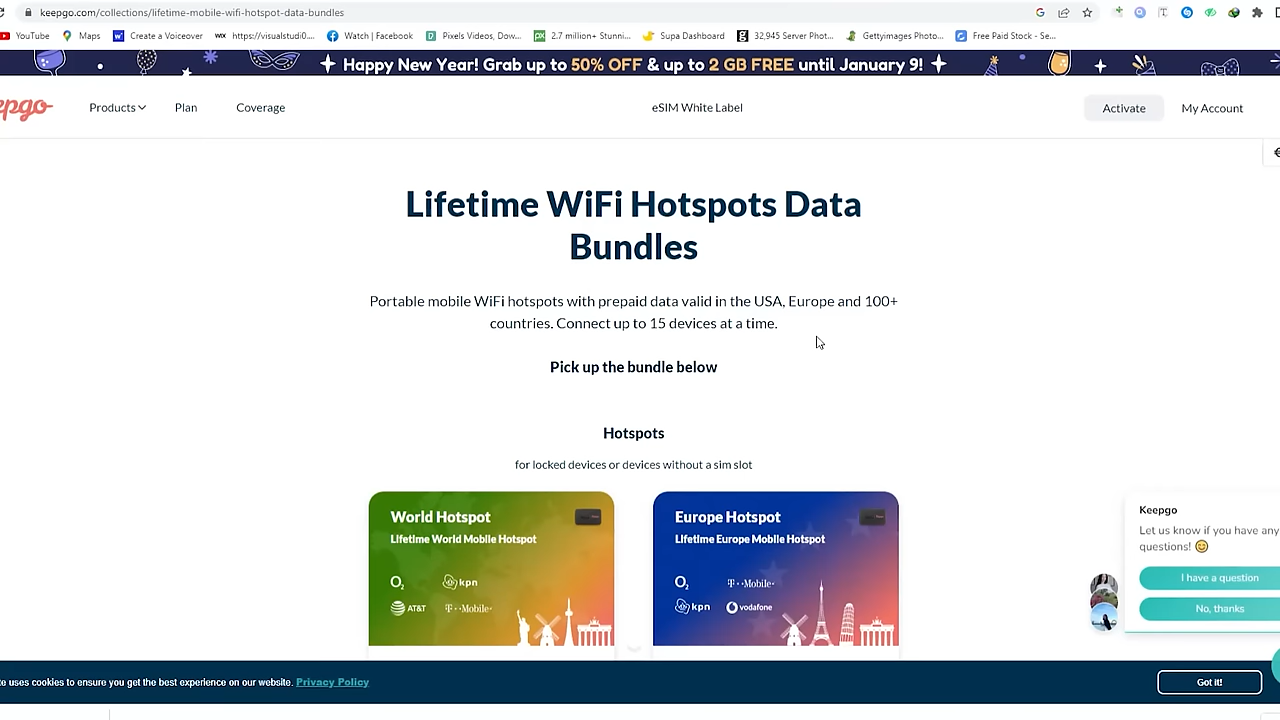 keepgo.com/collections/lifetime-mobile-wifi-hotspot-data-bundles
YouTube Maps Create a Voiceover https://visualstudi0.... Watch | Facebook Pixels Videos, Dow... 2.7 million+ Stunni... Supa Dashboard 32,945 Server Phot... Gettyimages Photo... Free Paid Stock - Se...
Happy New Year! Grab up to 50% OFF & up to 2 GB FREE until January 9!
epgo Products Plan Coverage eSIM White Label Activate My Account
Lifetime WiFi Hotspots Data
Bundles
Portable mobile WiFi hotspots with prepaid data valid in the USA, Europe and 100+
countries. Connect up to 15 devices at a time.
Pick up the bundle below
Hotspots
for locked devices or devices without a sim slot
World Hotspot
Lifetime World Mobile Hotspot
O2 kpn
AT&T T··Mobile·
Europe Hotspot
Lifetime Europe Mobile Hotspot
O2 T··Mobile·
kpn vodafone
Keepgo
Let us know if you have any
questions! 😊
I have a question
No, thanks
te uses cookies to ensure you get the best experience on our website. Privacy Policy Got it!